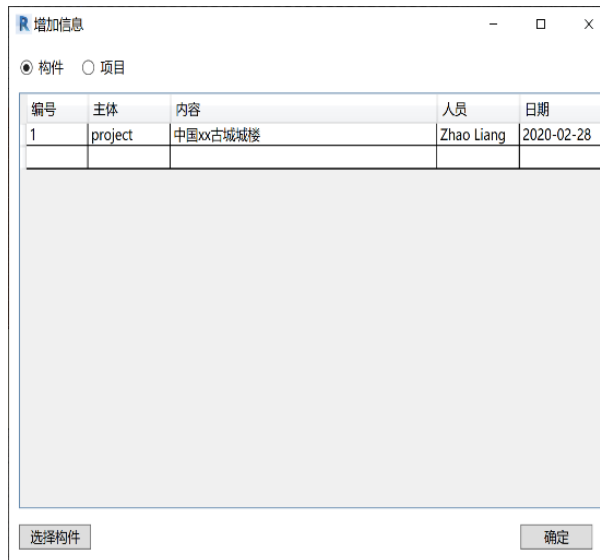 R 增加信息
构件 项目
编号 主体 内容 人员 日期
1 project 中国xx古城城楼 Zhao Liang 2020-02-28
选择构件 确定